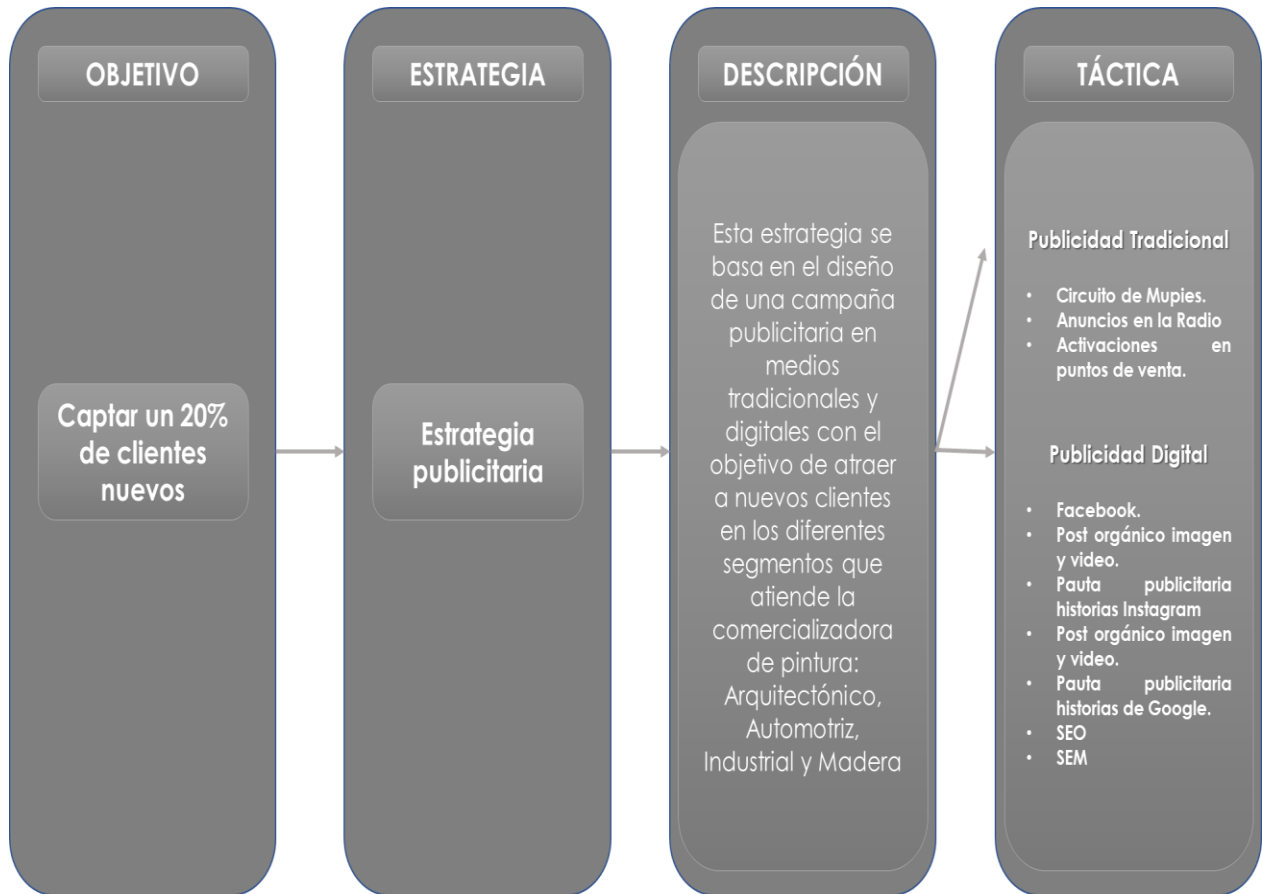 OBJETIVO
Captar un 20%
de clientes
nuevos
ESTRATEGIA
Estrategia
publicitaria
DESCRIPCIÓN
Esta estrategia se
basa en el diseño
de una campaña
publicitaria en
medios
tradicionales y
digitales con el
objetivo de atraer
a nuevos clientes
en los diferentes
segmentos que
atiende la
comercializadora
de pintura:
Arquitectónico,
Automotriz,
Industrial y Madera
TÁCTICA
Publicidad Tradicional
• Circuito de Mupies.
• Anuncios en la Radio
• Activaciones en
puntos de venta.
Publicidad Digital
• Facebook.
• Post orgánico imagen
y video.
• Pauta publicitaria
historias Instagram
• Post orgánico imagen
y video.
• Pauta publicitaria
historias de Google.
• SEO
• SEM